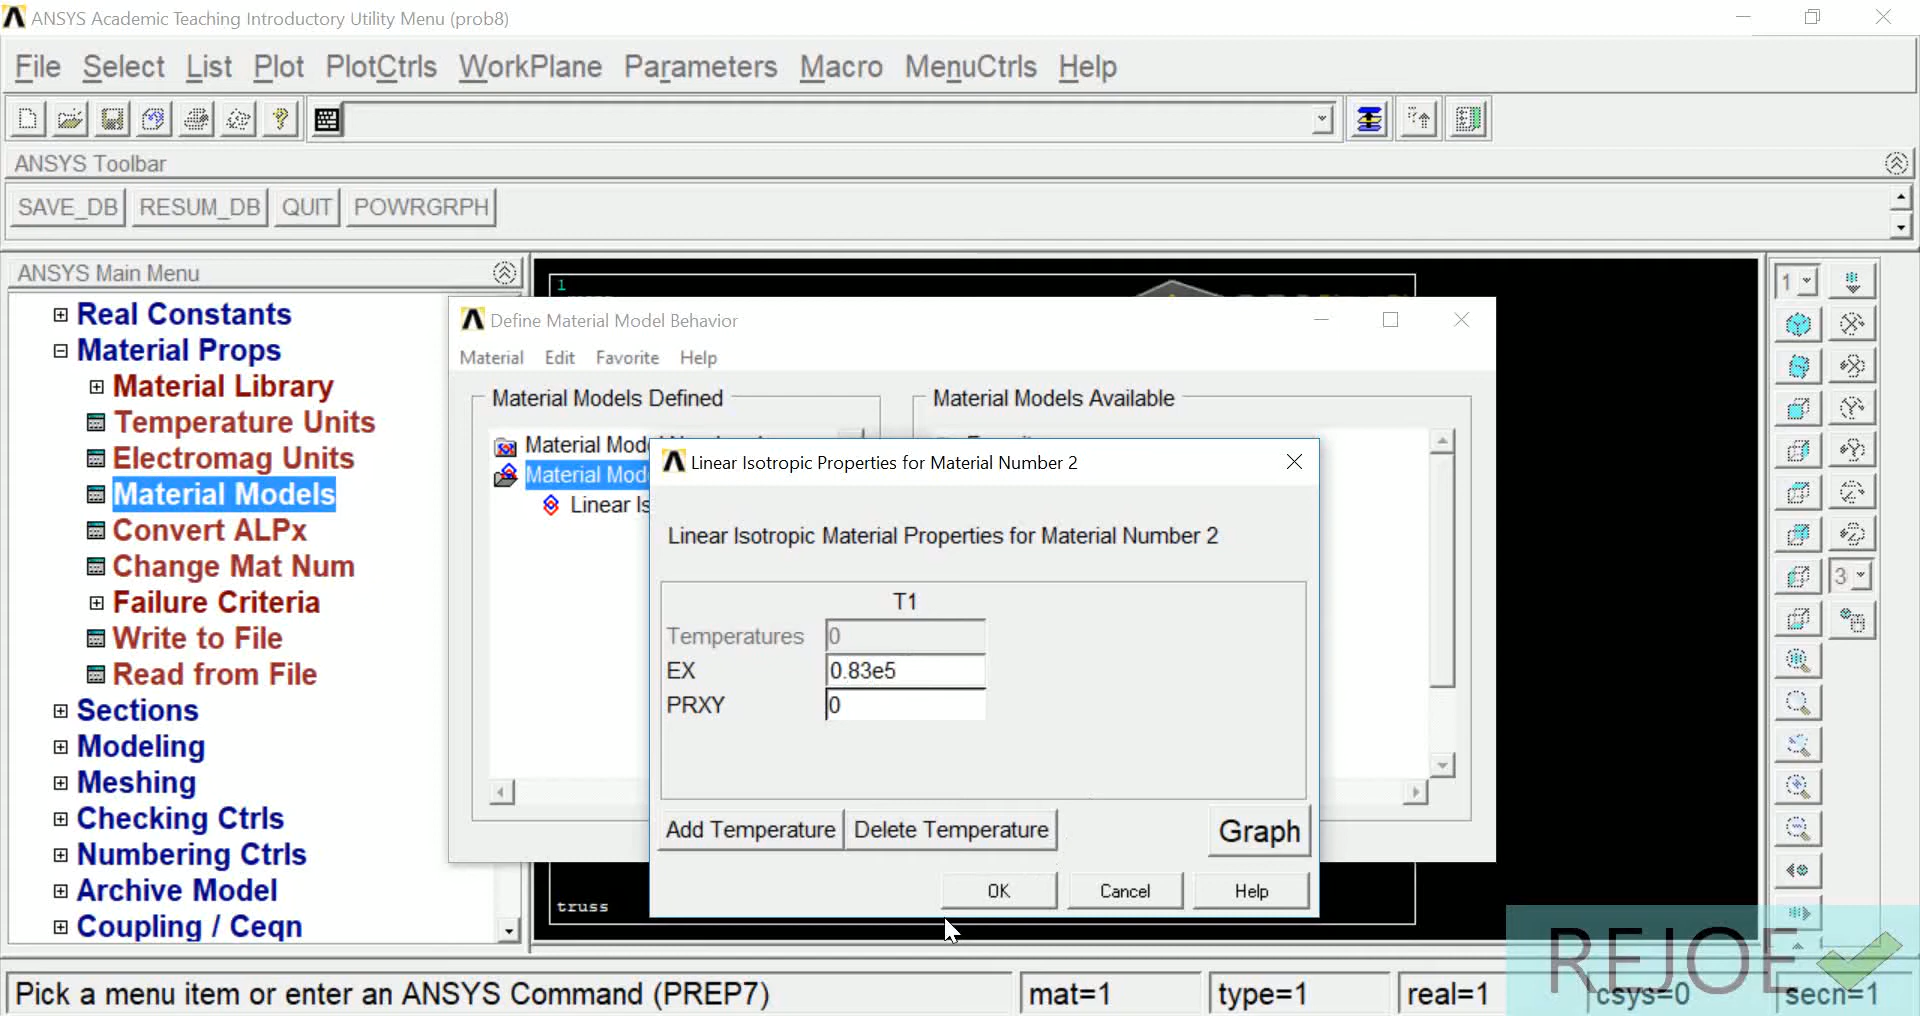 ANSYS Academic Teaching Introductory Utility Menu (prob8)
File Select List Plot PlotCtrls WorkPlane Parameters Macro MenuCtrls Help
ANSYS Toolbar
SAVE_DB RESUM_DB QUIT POWRGRPH
ANSYS Main Menu
Real Constants
Material Props
Material Library
Temperature Units
Electromag Units
Material Models
Convert ALPx
Change Mat Num
Failure Criteria
Write to File
Read from File
Sections
Modeling
Meshing
Checking Ctrls
Numbering Ctrls
Archive Model
Coupling / Ceqn
1
Define Material Model Behavior
Material Edit Favorite Help
Material Models Defined
Material Models Available
Linear Isotropic Properties for Material Number 2
Linear Isotropic Material Properties for Material Number 2
T1
Temperatures 0
EX 0.83e5
PRXY 0
Add Temperature Delete Temperature Graph
OK Cancel Help
truss
1
3
Pick a menu item or enter an ANSYS Command (PREP7)
mat=1 type=1 real=1 csys=0 secn=1
REJOE